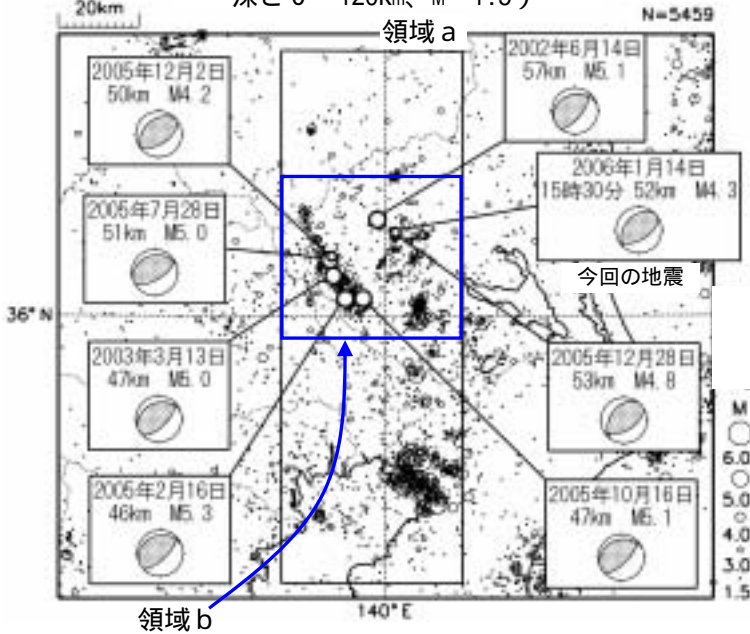 深さ0～120km、M≧1.5）
20km
領域ａ
N=5459
2005年12月2日
50km M4.2
2002年6月14日
57km M5.1
2006年1月14日
15時30分 52km M4.3
2005年7月28日
51km M5.0
今回の地震
36°N
2003年3月13日
47km M5.0
2005年12月28日
53km M4.8
2005年2月16日
46km M5.3
2005年10月16日
47km M5.1
M
6.0
5.0
4.0
3.0
1.5
領域ｂ
140°E